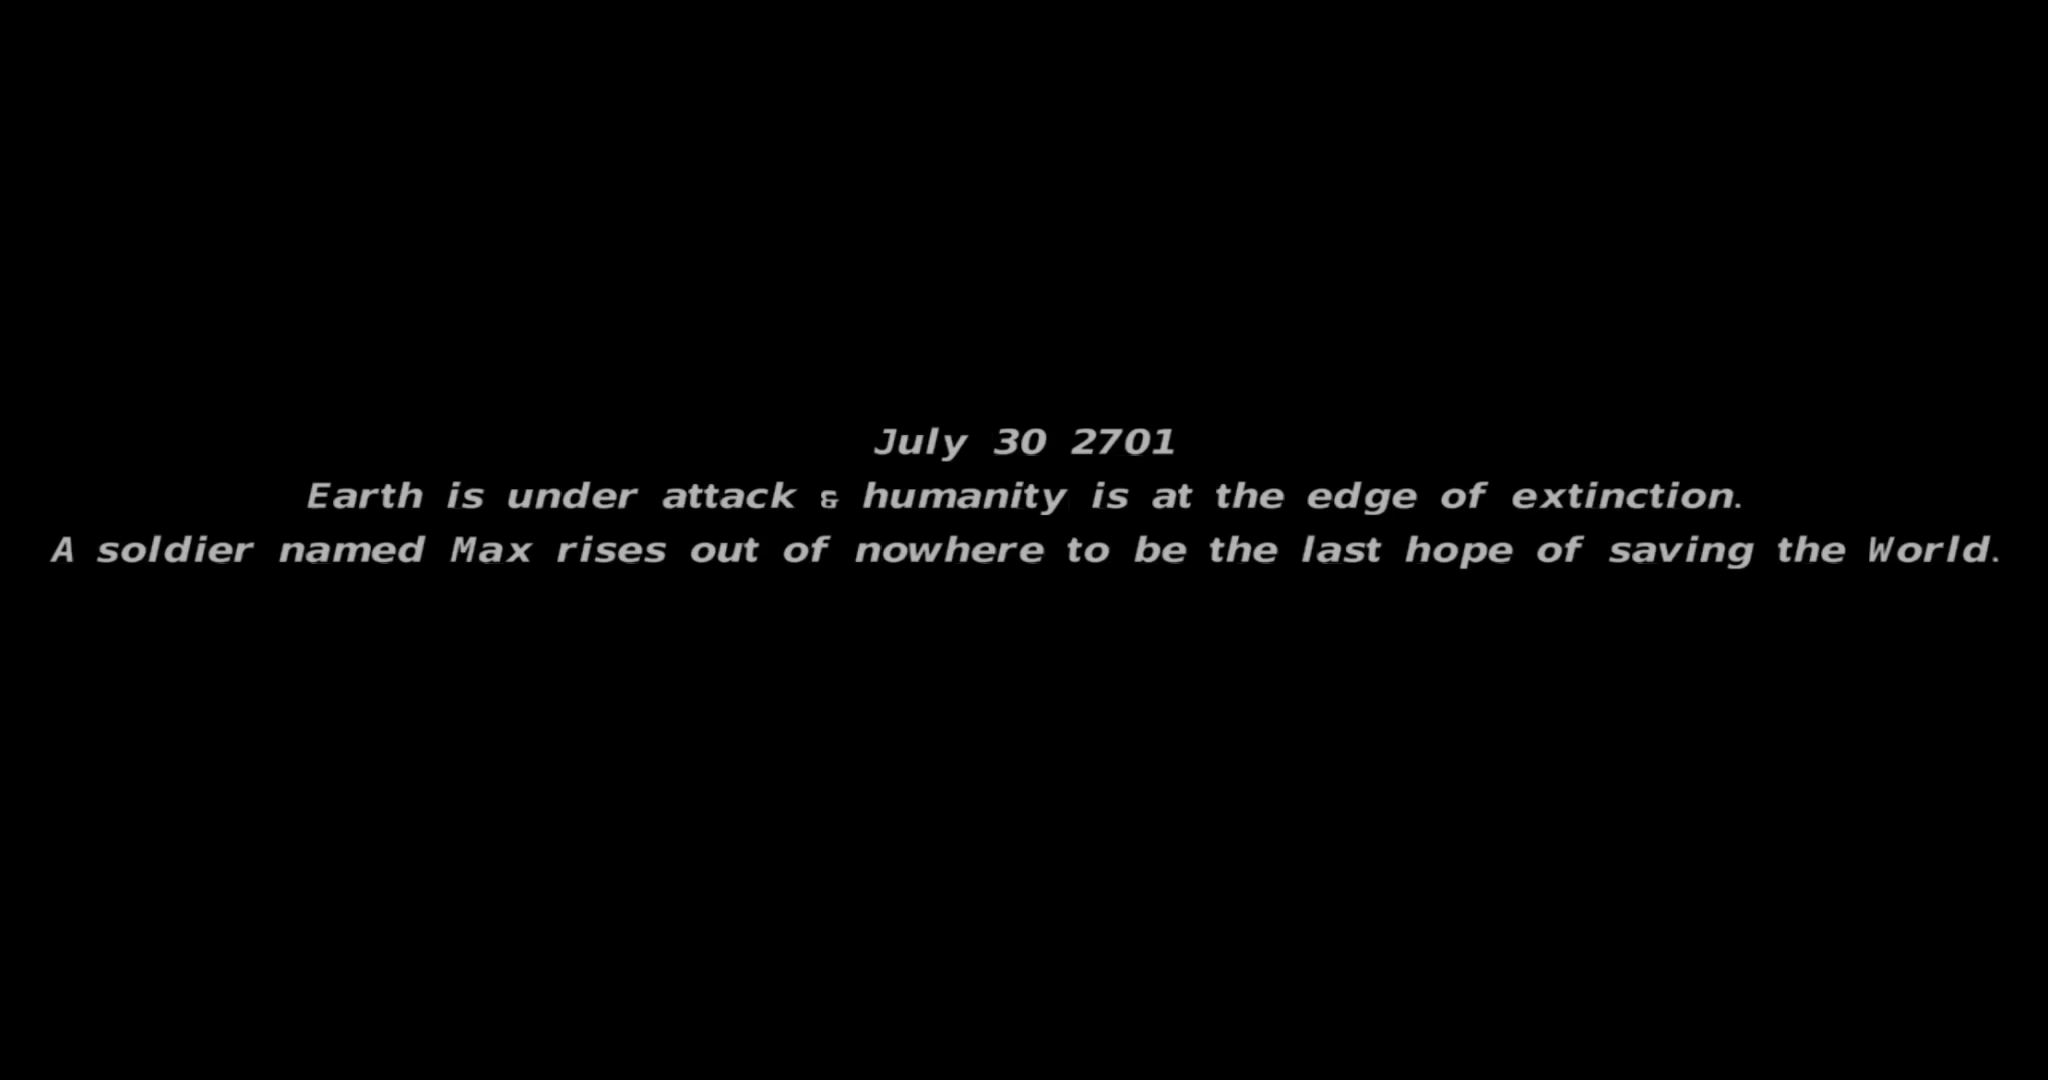 July 30 2701
Earth is under attack & humanity is at the edge of extinction.
A soldier named Max rises out of nowhere to be the last hope of saving the World.